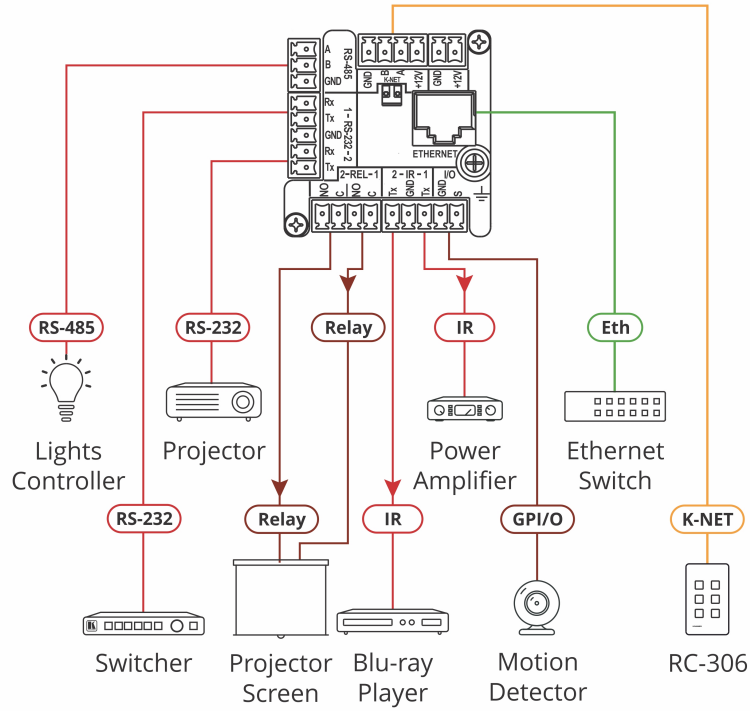 A
B
GND
RS-485
GND
B
A
K-NET
+12V
GND
+12V
Rx
Tx
GND
Rx
Tx
1 - RS-232 - 2
ETHERNET
2-REL-1
2 - IR - 1
I/O
NO
C
NO
C
Tx
GND
Tx
GND
S
RS-485
RS-232
Relay
IR
Eth
Lights
Controller
Projector
Power
Amplifier
Ethernet
Switch
RS-232
Relay
IR
GPI/O
K-NET
Switcher
Projector
Screen
Blu-ray
Player
Motion
Detector
RC-306